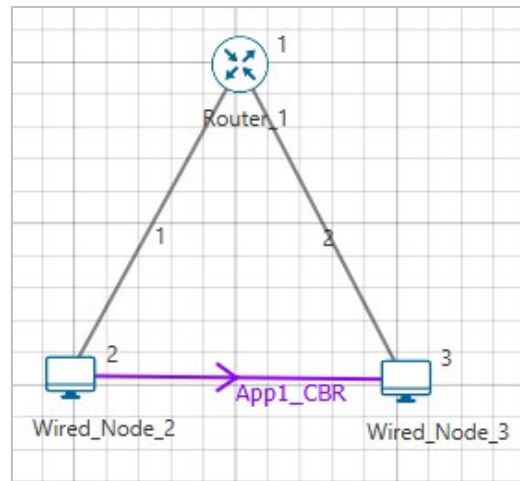 1
Router_1
1
2
2
3
App1_CBR
Wired_Node_2
Wired_Node_3